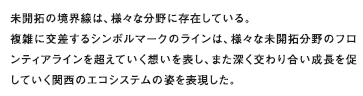 未開拓の境界線は、様々な分野に存在している。
複雑に交差するシンボルマークのラインは、様々な未開拓分野のフロ
ンティアラインを超えていく想いを表し、また深く交わり合い成長を促
していく関西のエコシステムの姿を表現した。